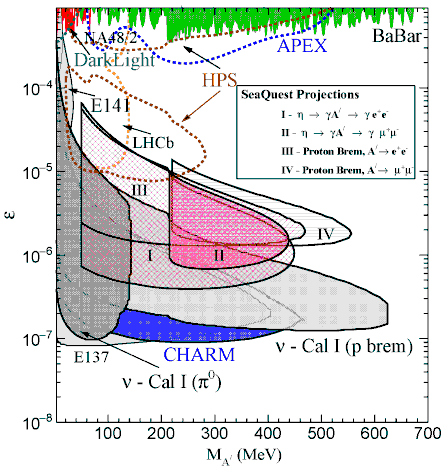 NA48/2
APEX
BaBar
DarkLight
HPS
10⁻⁴
E141
LHCb
SeaQuest Projections
I - η → γA′ → γ e⁺e⁻
II - η → γA′ → γ μ⁺μ⁻
III - Proton Brem, A′→ e⁺e⁻
IV - Proton Brem, A′→ μ⁺μ⁻
10⁻⁵
III
ε
IV
I
II
10⁻⁶
10⁻⁷
CHARM
ν - Cal I (p brem)
E137
ν - Cal I (π⁰)
10⁻⁸
0 100 200 300 400 500 600 700
M_A′ (MeV)